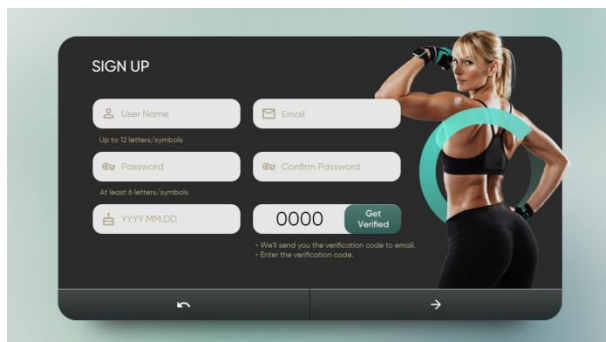 SIGN UP
User Name
Email
Up to 12 letters/symbols
Password
Confirm Password
At least 6 letters/symbols
YYYY.MM.DD
0000
Get
Verified
• We'll send you the verification code to email.
• Enter the verification code.